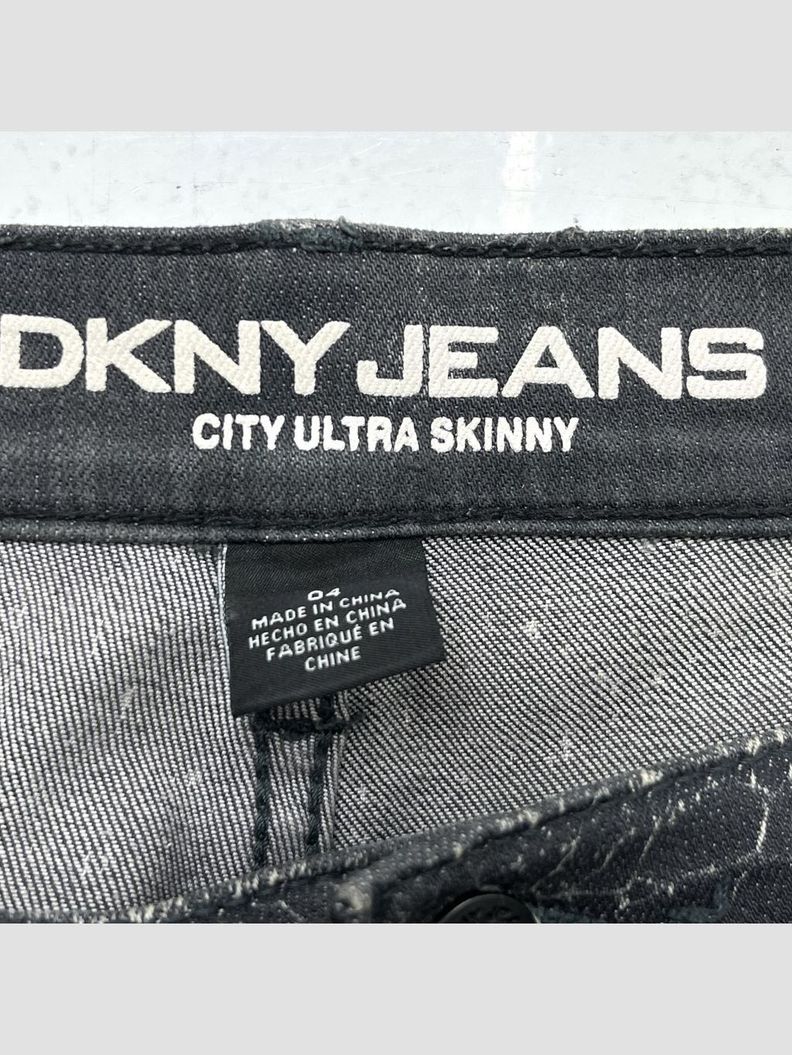 DKNY JEANS
CITY ULTRA SKINNY
04
MADE IN CHINA
HECHO EN CHINA
FABRIQUÉ EN
CHINE